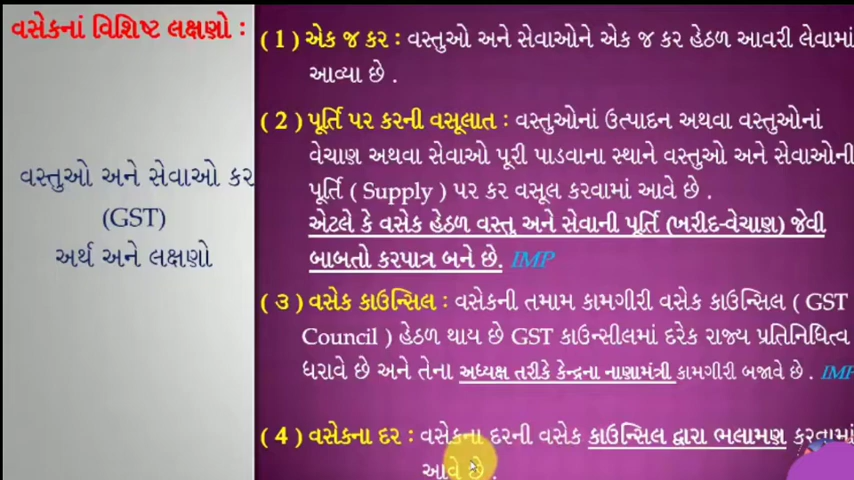 વસેકનાં વિશિષ્ટ લક્ષણો :
વસ્તુઓ અને સેવાઓ કર
(GST)
અર્થ અને લક્ષણો
( 1 ) એક જ કર : વસ્તુઓ અને સેવાઓને એક જ કર હેઠળ આવરી લેવામાં
આવ્યા છે .
( 2 ) પૂર્તિ પર કરની વસૂલાત : વસ્તુઓનાં ઉત્પાદન અથવા વસ્તુઓનાં
વેચાણ અથવા સેવાઓ પૂરી પાડવાના સ્થાને વસ્તુઓ અને સેવાઓની
પૂર્તિ ( Supply ) પર કર વસૂલ કરવામાં આવે છે .
એટલે કે વસેક હેઠળ વસ્તુ અને સેવાની પૂર્તિ (ખરીદ-વેચાણ) જેવી
બાબતો કરપાત્ર બને છે. IMP
( ૩ ) વસેક કાઉન્સિલ : વસેકની તમામ કામગીરી વસેક કાઉન્સિલ ( GST
Council ) હેઠળ થાય છે GST કાઉન્સીલમાં દરેક રાજ્ય પ્રતિનિધિત્વ
ધરાવે છે અને તેના અધ્યક્ષ તરીકે કેન્દ્રના નાણામંત્રી કામગીરી બજાવે છે . IMP
( 4 ) વસેકના દર : વસેકના દરની વસેક કાઉન્સિલ દ્વારા ભલામણ કરવામાં
આવે છે .